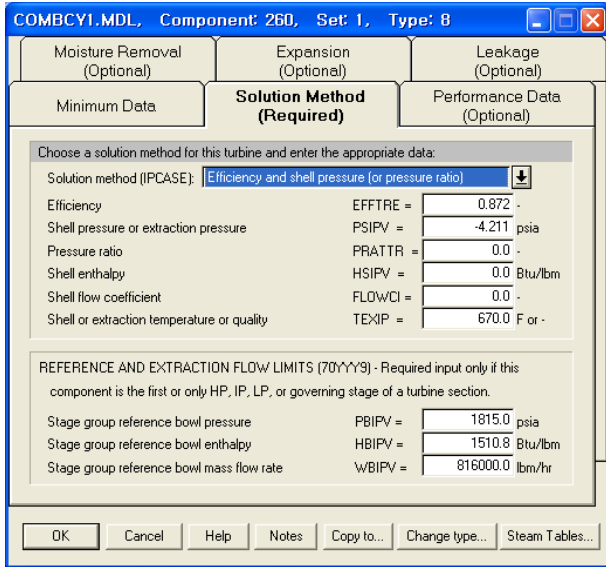 COMBCY1.MDL, Component: 260, Set: 1, Type: 8
Moisture Removal (Optional)
Expansion (Optional)
Leakage (Optional)
Minimum Data
Solution Method (Required)
Performance Data (Optional)
Choose a solution method for this turbine and enter the appropriate data:
Solution method (IPCASE): Efficiency and shell pressure (or pressure ratio)
Efficiency EFFTRE = 0.872 -
Shell pressure or extraction pressure PSIPV = -4.211 psia
Pressure ratio PRATTR = 0.0 -
Shell enthalpy HSIPV = 0.0 Btu/lbm
Shell flow coefficient FLOWCI = 0.0 -
Shell or extraction temperature or quality TEXIP = 670.0 F or -
REFERENCE AND EXTRACTION FLOW LIMITS (70YYY9) - Required input only if this
component is the first or only HP, IP, LP, or governing stage of a turbine section.
Stage group reference bowl pressure PBIPV = 1815.0 psia
Stage group reference bowl enthalpy HBIPV = 1510.8 Btu/lbm
Stage group reference bowl mass flow rate WBIPV = 816000.0 lbm/hr
OK Cancel Help Notes Copy to... Change type... Steam Tables...